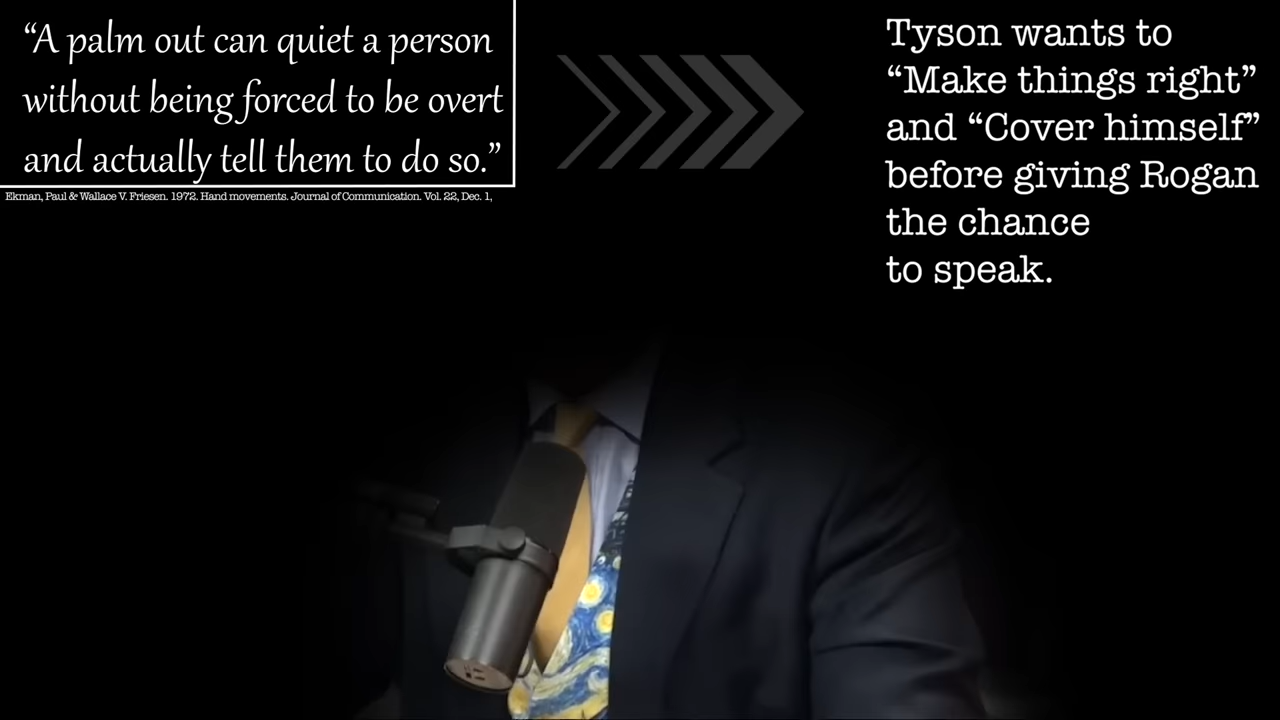 “A palm out can quiet a person
without being forced to be overt
and actually tell them to do so.”
Ekman, Paul & Wallace V. Friesen. 1972. Hand movements. Journal of Communication. Vol. 22, Dec. 1,
Tyson wants to
“Make things right”
and “Cover himself”
before giving Rogan
the chance
to speak.